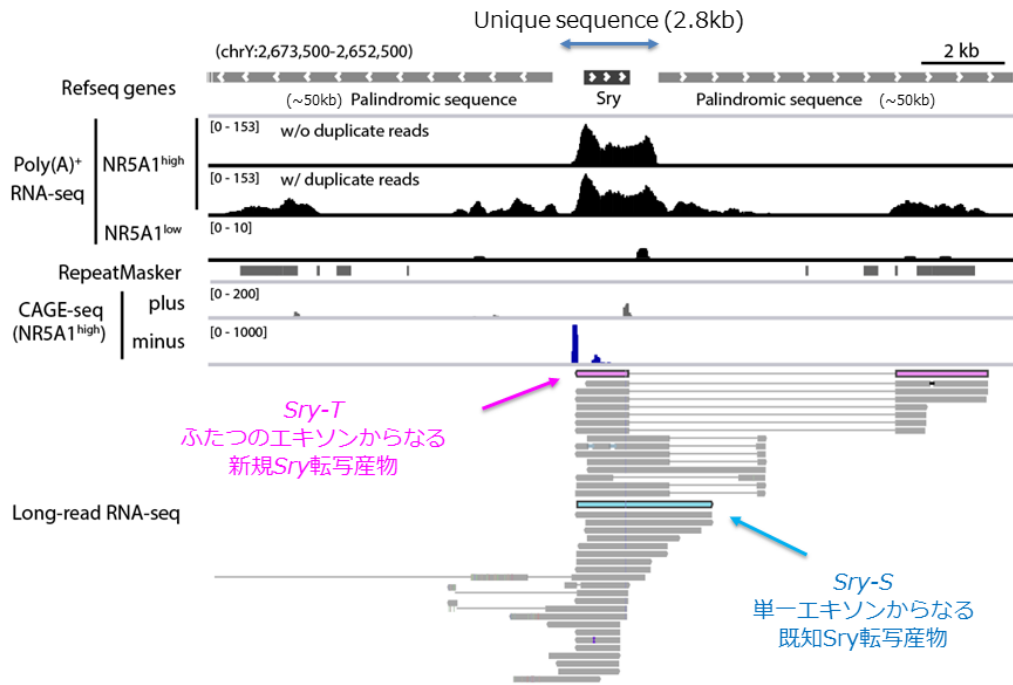 Unique sequence (2.8kb)
(chrY:2,673,500-2,652,500)
2 kb
Refseq genes
(~50kb) Palindromic sequence
Sry
Palindromic sequence (~50kb)
Poly(A)⁺
RNA-seq
NR5A1ʰⁱᵍʰ
[0 - 153] w/o duplicate reads
[0 - 153] w/ duplicate reads
NR5A1ˡᵒʷ
[0 - 10]
RepeatMasker
CAGE-seq
(NR5A1ʰⁱᵍʰ)
plus
[0 - 200]
minus
[0 - 1000]
Sry-T
ふたつのエキソンからなる
新規Sry転写産物
Long-read RNA-seq
Sry-S
単一エキソンからなる
既知Sry転写産物